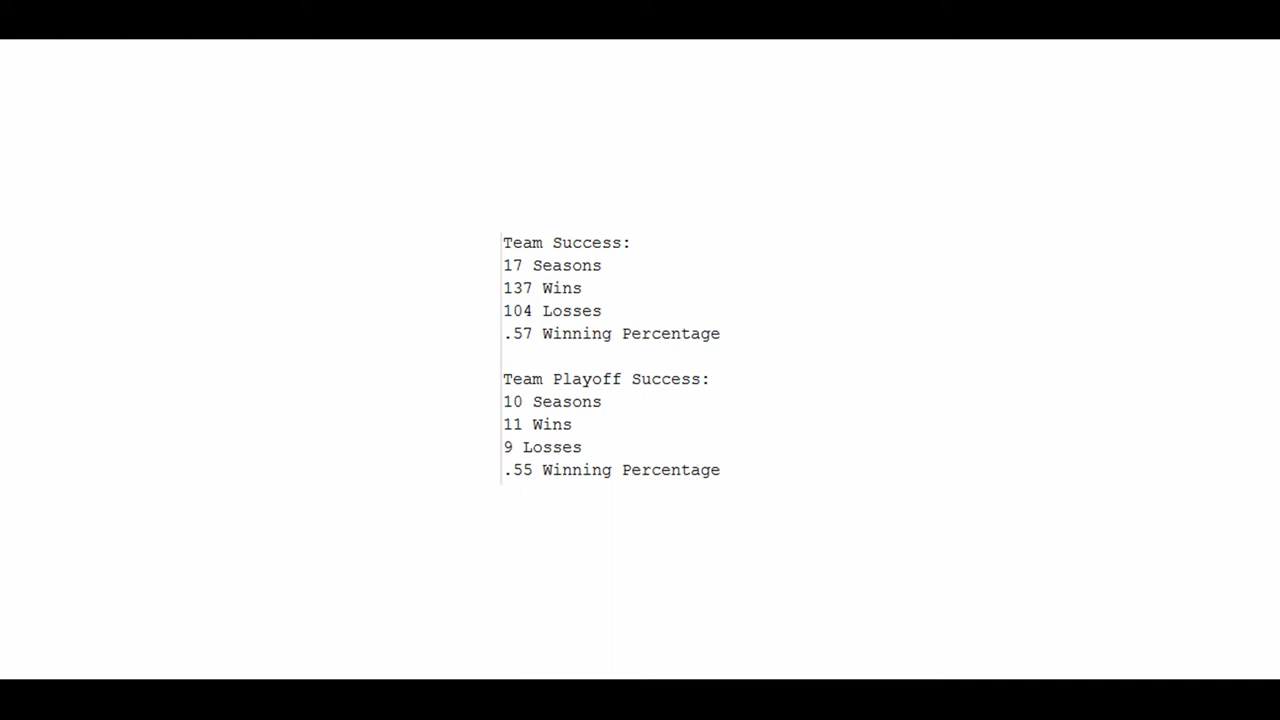 Team Success:
17 Seasons
137 Wins
104 Losses
.57 Winning Percentage
Team Playoff Success:
10 Seasons
11 Wins
9 Losses
.55 Winning Percentage